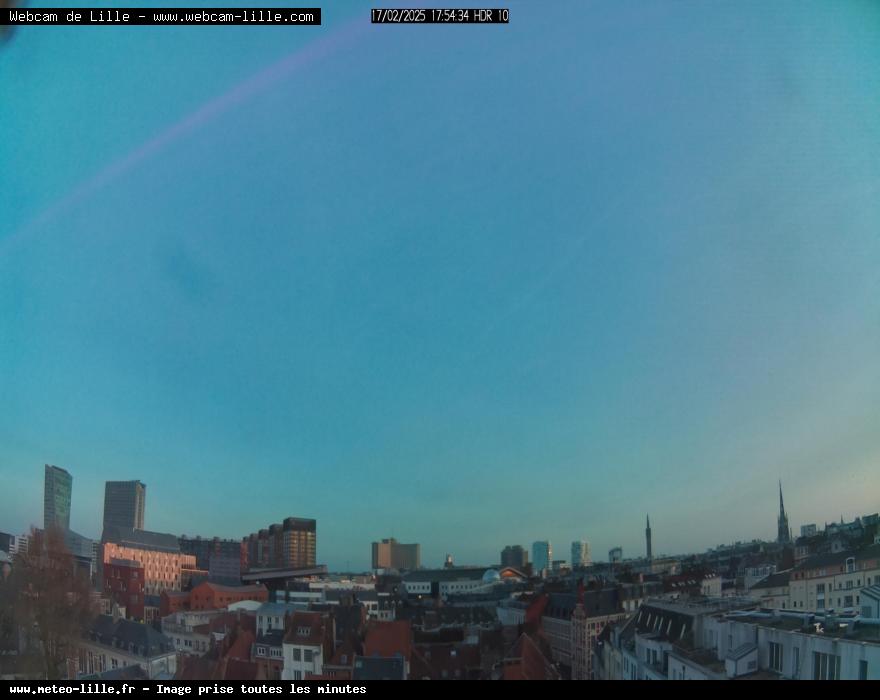 Webcam de Lille - www.webcam-lille.com
17/02/2025 17:54:34 HDR 10
www.meteo-lille.fr - Image prise toutes les minutes